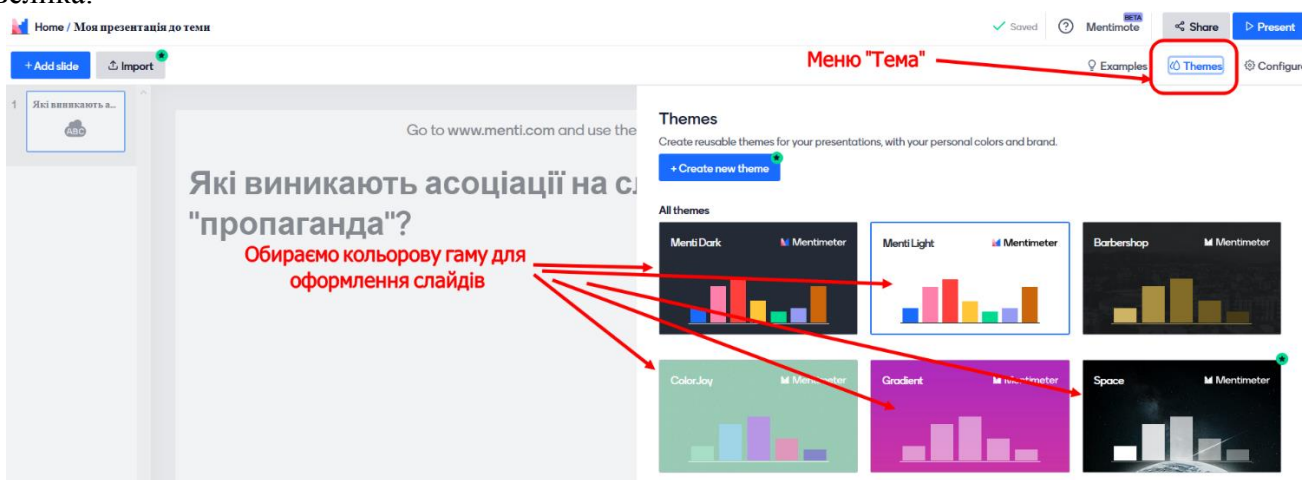 Home / Моя презентація до теми
Saved
?
Mentimote
BETA
Share
Present
+ Add slide
Import
Меню "Тема"
Examples
Themes
Configure
1
Які виникають а...
ABC
Go to www.menti.com and use the
Які виникають асоціації на сл
"пропаганда"?
Обираємо кольорову гаму для
оформлення слайдів
Themes
Create reusable themes for your presentations, with your personal colors and brand.
+ Create new theme
All themes
Menti Dark
Mentimeter
Menti Light
Mentimeter
Barbershop
Mentimeter
ColorJoy
Mentimeter
Gradient
Mentimeter
Space
Mentimeter